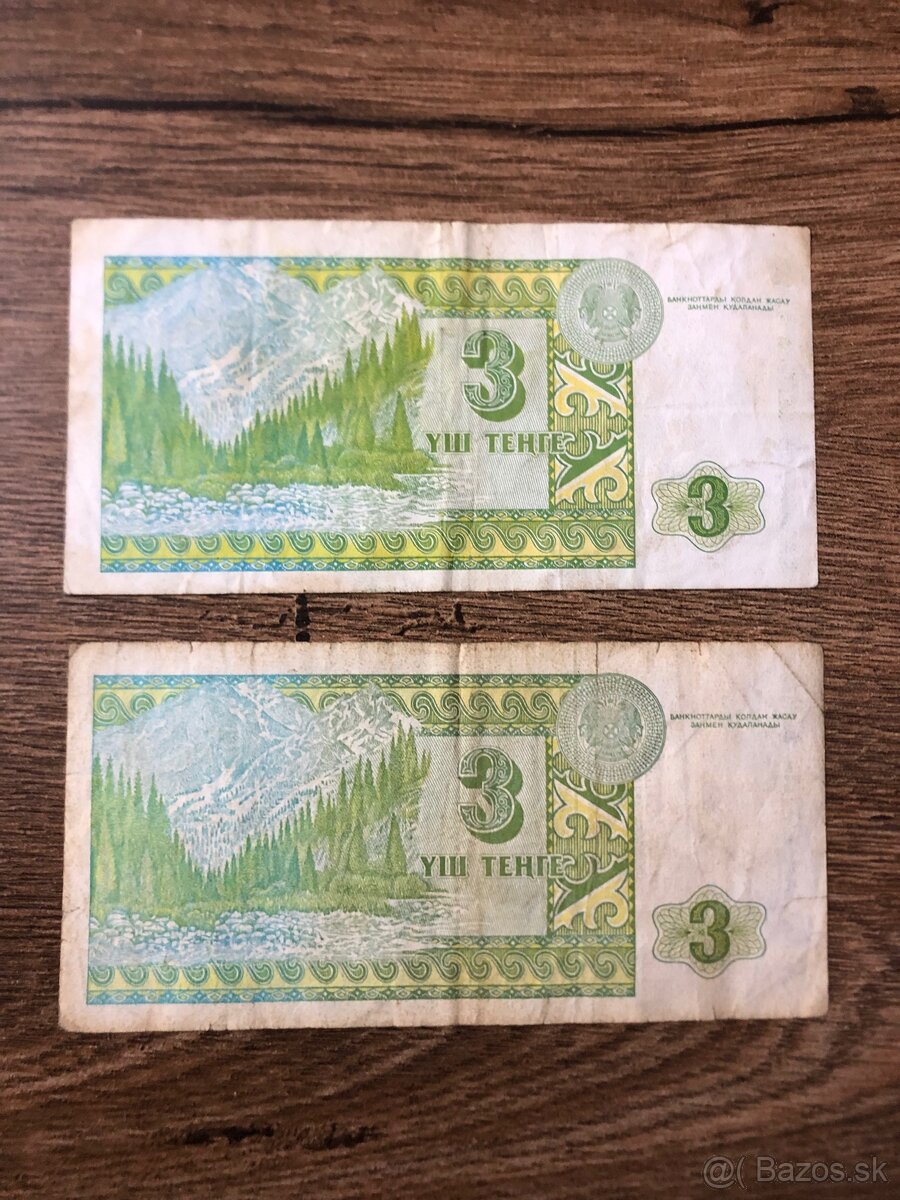 БАНКНОТТАРДЫ ҚОЛДАН ЖАСАУ
ЗАҢМЕН ҚУДАЛАНАДЫ
3
ҮШ ТЕҢГЕ
3
БАНКНОТТАРДЫ ҚОЛДАН ЖАСАУ
ЗАҢМЕН ҚУДАЛАНАДЫ
3
ҮШ ТЕҢГЕ
3
@( Bazos.sk